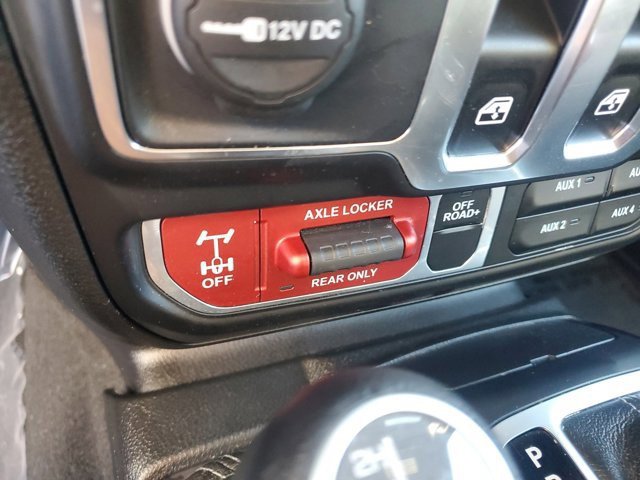 12V DC
AXLE LOCKER
OFF
REAR ONLY
OFF
ROAD+
AUX 1
AUX 2
AUX 4
2H
P